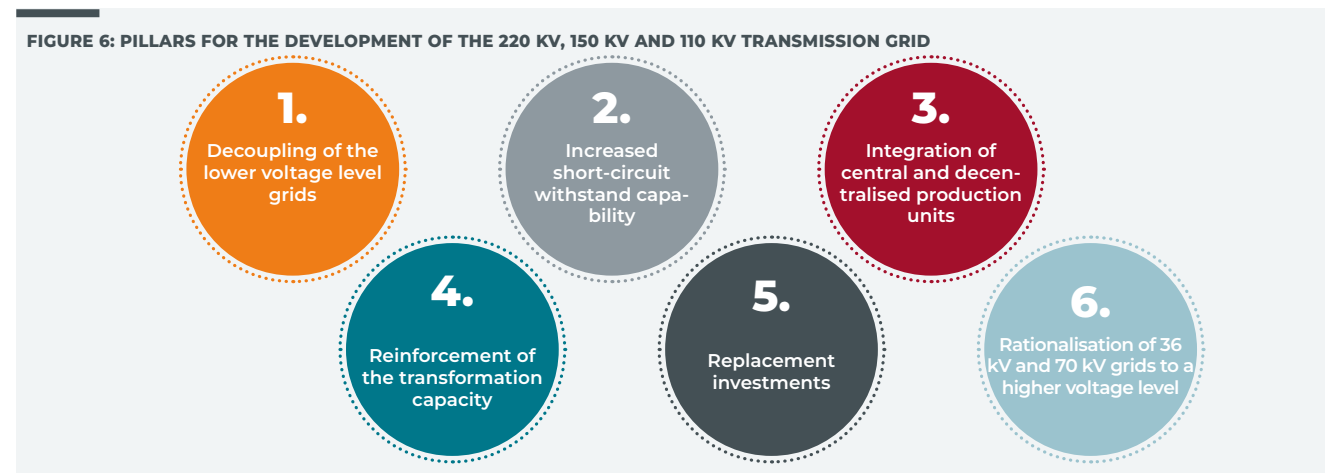 FIGURE 6: PILLARS FOR THE DEVELOPMENT OF THE 220 KV, 150 KV AND 110 KV TRANSMISSION GRID
1.
Decoupling of the
lower voltage level
grids
2.
Increased
short-circuit
withstand capa-
bility
3.
Integration of
central and decen-
tralised production
units
4.
Reinforcement of
the transformation
capacity
5.
Replacement
investments
6.
Rationalisation of 36
kV and 70 kV grids to a
higher voltage level